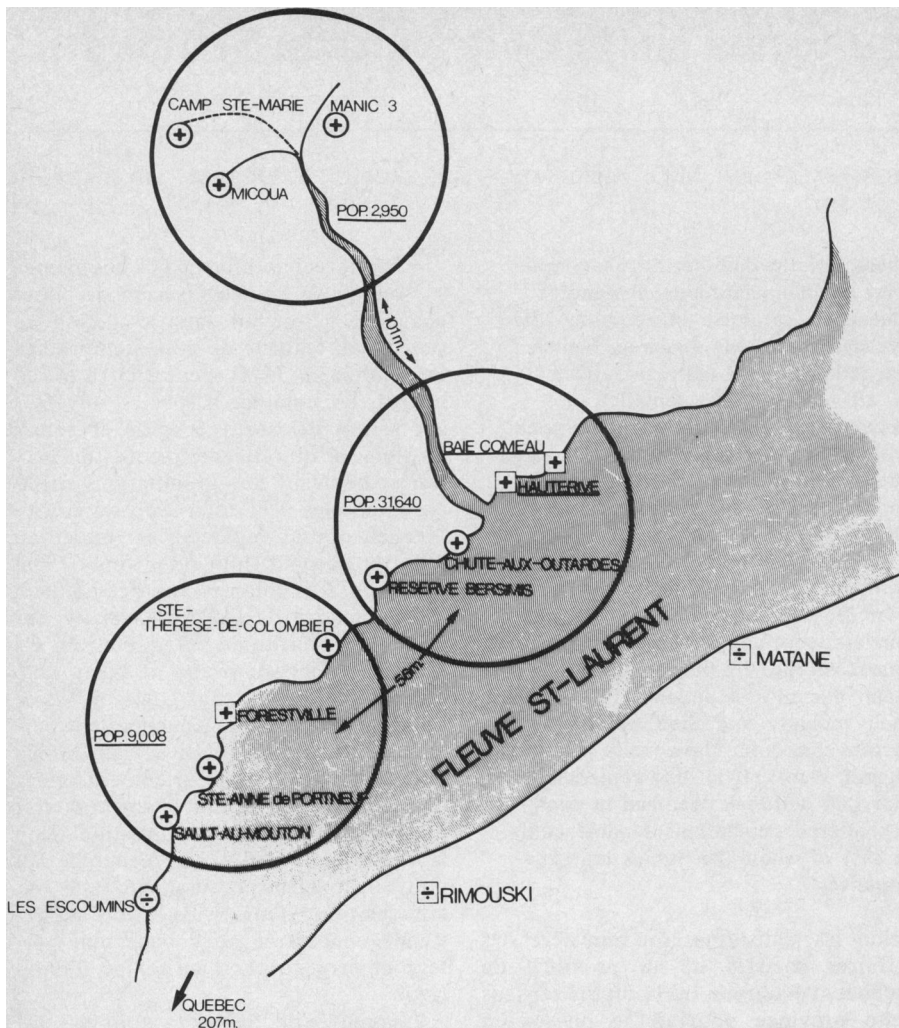 CAMP STE-MARIE
MANIC 3
MICOUA
POP. 2,950
101 m.
BAIE COMEAU
HAUTERIVE
POP. 31,640
CHUTE-AUX-OUTARDES
RESERVE BERSIMIS
STE-
THERESE-DE-COLOMBIER
58m.
MATANE
FORESTVILLE
FLEUVE ST-LAURENT
POP. 9,008
STE-ANNE de PORTNEUF
SAULT-AU-MOUTON
RIMOUSKI
LES ESCOUMINS
QUEBEC
207m.